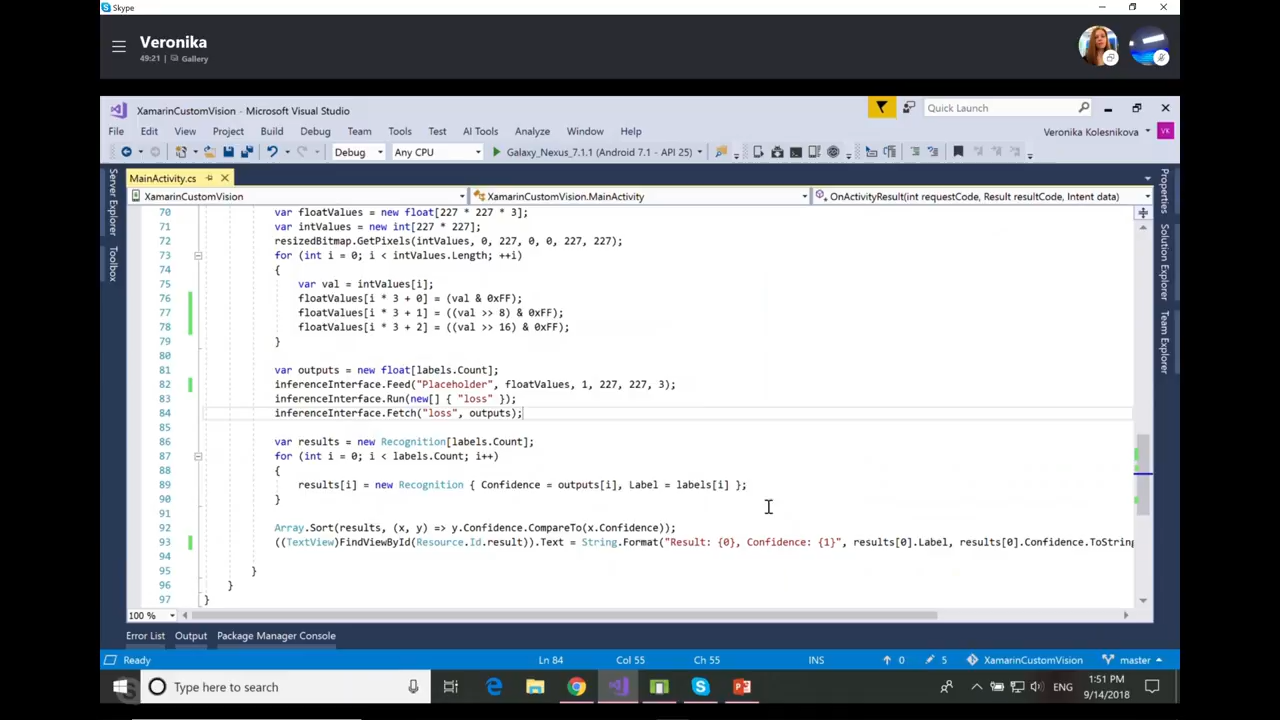 Skype
Veronika
49:21 | Gallery
XamarinCustomVision - Microsoft Visual Studio
Quick Launch
File Edit View Project Build Debug Team Tools Test AI Tools Analyze Window Help
Veronika Kolesnikova VK
Debug Any CPU Galaxy_Nexus_7.1.1 (Android 7.1 - API 25)
MainActivity.cs
XamarinCustomVision XamarinCustomVision.MainActivity OnActivityResult(int requestCode, Result resultCode, Intent data)
Server Explorer
Toolbox
Properties
Solution Explorer
Team Explorer
70 var floatValues = new float[227 * 227 * 3];
71 var intValues = new int[227 * 227];
72 resizedBitmap.GetPixels(intValues, 0, 227, 0, 0, 227, 227);
73 for (int i = 0; i < intValues.Length; ++i)
74 {
75 var val = intValues[i];
76 floatValues[i * 3 + 0] = (val & 0xFF);
77 floatValues[i * 3 + 1] = ((val >> 8) & 0xFF);
78 floatValues[i * 3 + 2] = ((val >> 16) & 0xFF);
79 }
80
81 var outputs = new float[labels.Count];
82 inferenceInterface.Feed("Placeholder", floatValues, 1, 227, 227, 3);
83 inferenceInterface.Run(new[] { "loss" });
84 inferenceInterface.Fetch("loss", outputs);
85
86 var results = new Recognition[labels.Count];
87 for (int i = 0; i < labels.Count; i++)
88 {
89 results[i] = new Recognition { Confidence = outputs[i], Label = labels[i] };
90 }
91
92 Array.Sort(results, (x, y) => y.Confidence.CompareTo(x.Confidence));
93 ((TextView)FindViewById(Resource.Id.result)).Text = String.Format("Result: {0}, Confidence: {1}", results[0].Label, results[0].Confidence.ToString
94
95 }
96 }
97 }
100 %
Error List Output Package Manager Console
Ready Ln 84 Col 55 Ch 55 INS 0 5 XamarinCustomVision master
Type here to search
ENG
1:51 PM
9/14/2018